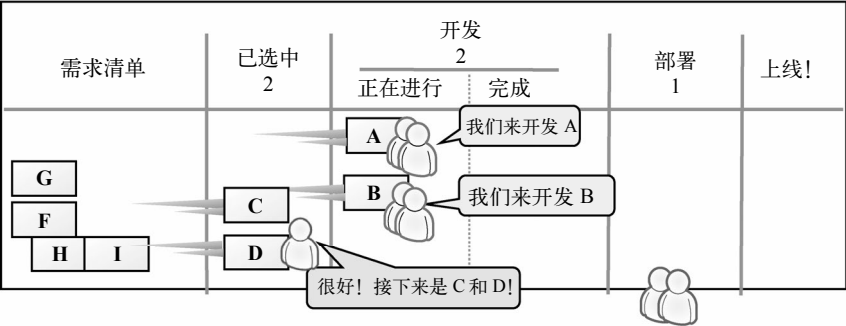 需求清单
已选中
2
开发
2
正在进行
完成
部署
1
上线！
A
我们来开发 A
G
B
我们来开发 B
C
F
H
I
D
很好！接下来是 C 和 D！